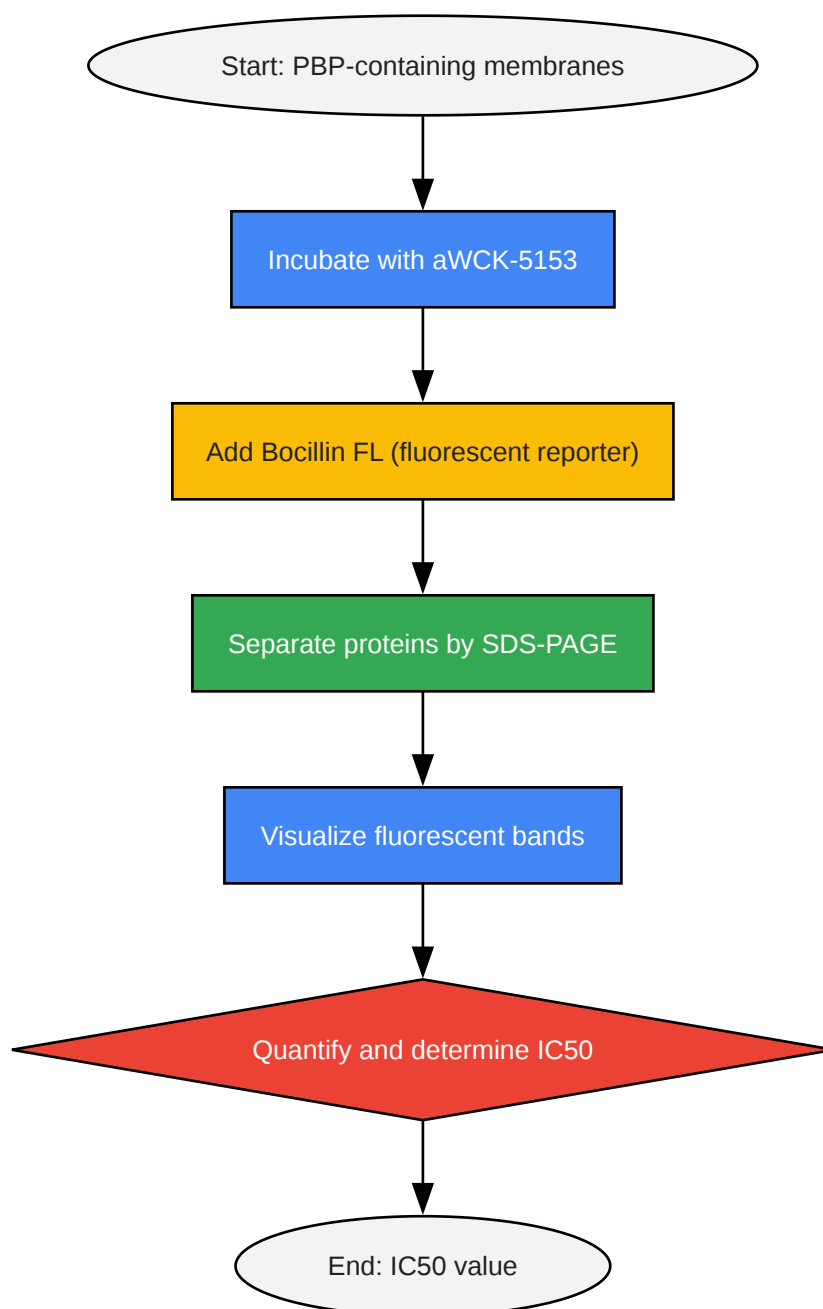 Start: PBP-containing membranes
Incubate with aWCK-5153
Add Bocillin FL (fluorescent reporter)
Separate proteins by SDS-PAGE
Visualize fluorescent bands
Quantify and determine IC50
End: IC50 value